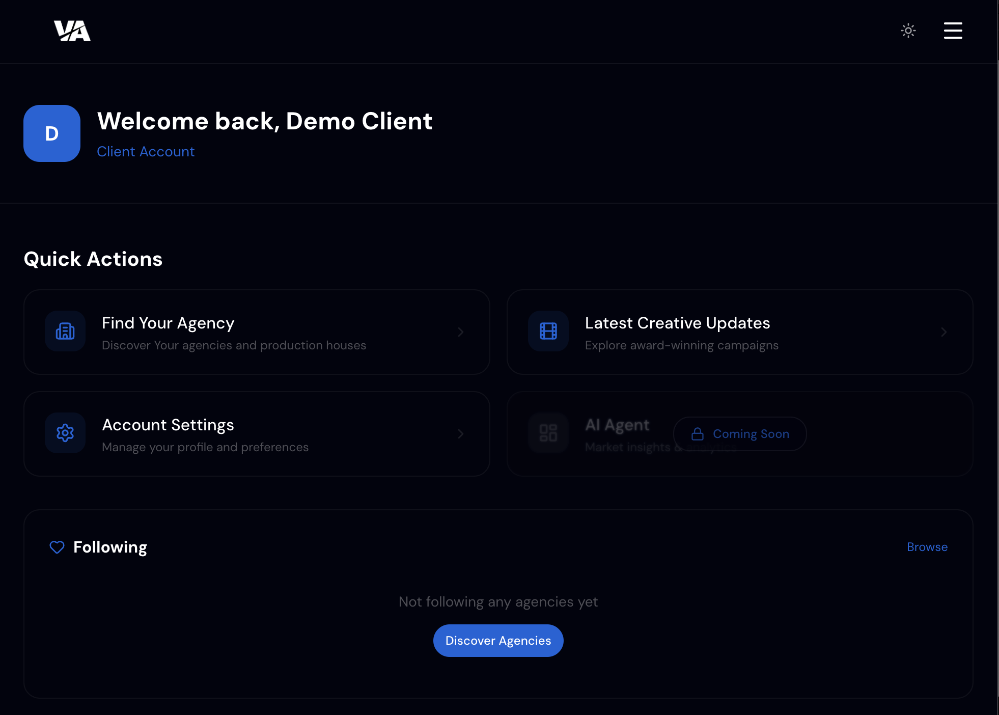 VA
D
Welcome back, Demo Client
Client Account
Quick Actions
Find Your Agency
Discover Your agencies and production houses
Latest Creative Updates
Explore award-winning campaigns
Account Settings
Manage your profile and preferences
AI Agent
Market insights & analytics
Coming Soon
Following
Browse
Not following any agencies yet
Discover Agencies